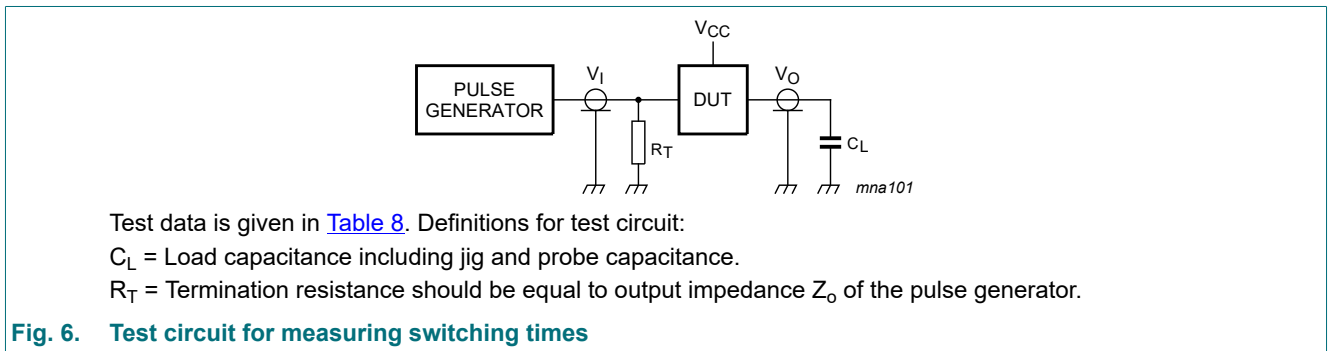 VCC
PULSE
GENERATOR
VI
DUT
VO
RT
CL
mna101
Test data is given in Table 8. Definitions for test circuit:
CL = Load capacitance including jig and probe capacitance.
RT = Termination resistance should be equal to output impedance Zo of the pulse generator.
Fig. 6. Test circuit for measuring switching times